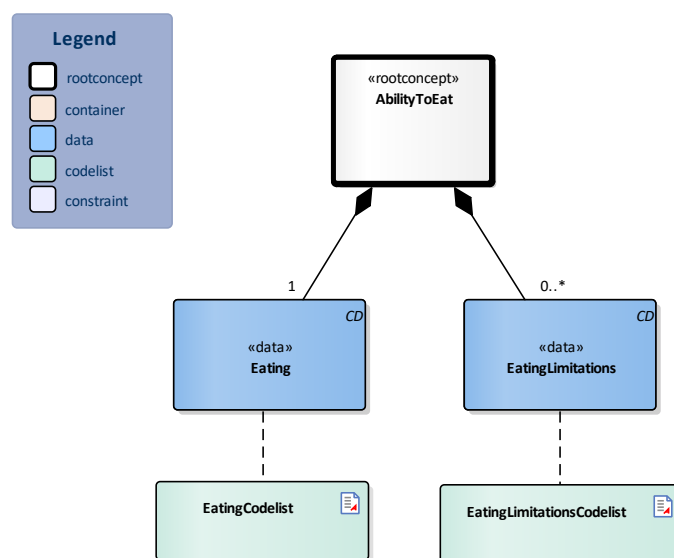 Legend
rootconcept
container
data
codelist
constraint
«rootconcept»
AbilityToEat
1
0..*
CD
«data»
Eating
CD
«data»
EatingLimitations
EatingCodelist
EatingLimitationsCodelist